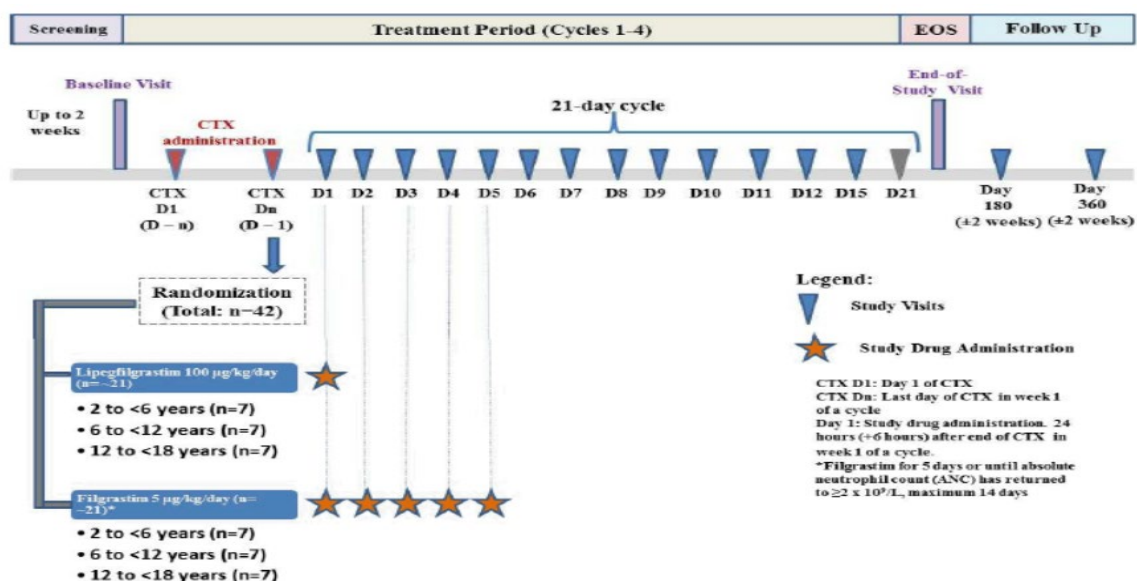 Screening Treatment Period (Cycles 1-4) EOS Follow Up
Baseline Visit
Up to 2
weeks
CTX
administration
21-day cycle
End-of-
Study Visit
CTX
D1
(D – n)
CTX
Dn
(D – 1)
D1 D2 D3 D4 D5 D6 D7 D8 D9 D10 D11 D12 D15 D21
Day
180
(±2 weeks)
Day
360
(±2 weeks)
Randomization
(Total: n=42)
Lipegfilgrastim 100 µg/kg/day
(n=~21)
• 2 to <6 years (n=7)
• 6 to <12 years (n=7)
• 12 to <18 years (n=7)
Filgrastim 5 µg/kg/day (n=
~21)*
• 2 to <6 years (n=7)
• 6 to <12 years (n=7)
• 12 to <18 years (n=7)
Legend:
Study Visits
Study Drug Administration
CTX D1: Day 1 of CTX
CTX Dn: Last day of CTX in week 1
of a cycle
Day 1: Study drug administration. 24
hours (+6 hours) after end of CTX in
week 1 of a cycle.
*Filgrastim for 5 days or until absolute
neutrophil count (ANC) has returned
to ≥2 x 10⁹/L, maximum 14 days